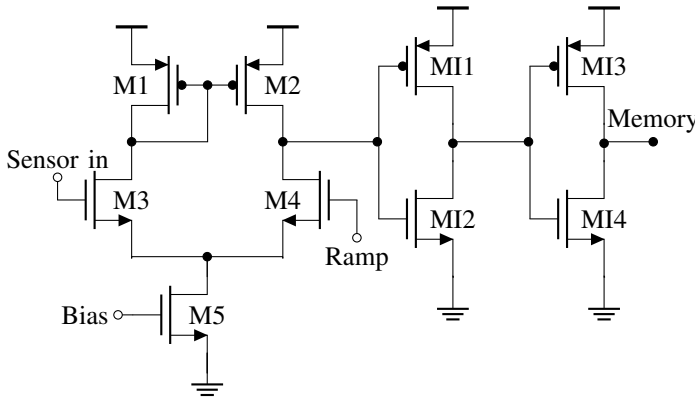 M1
M2
MI1
MI3
Memory
Sensor in
M3
M4
MI2
MI4
Ramp
Bias
M5